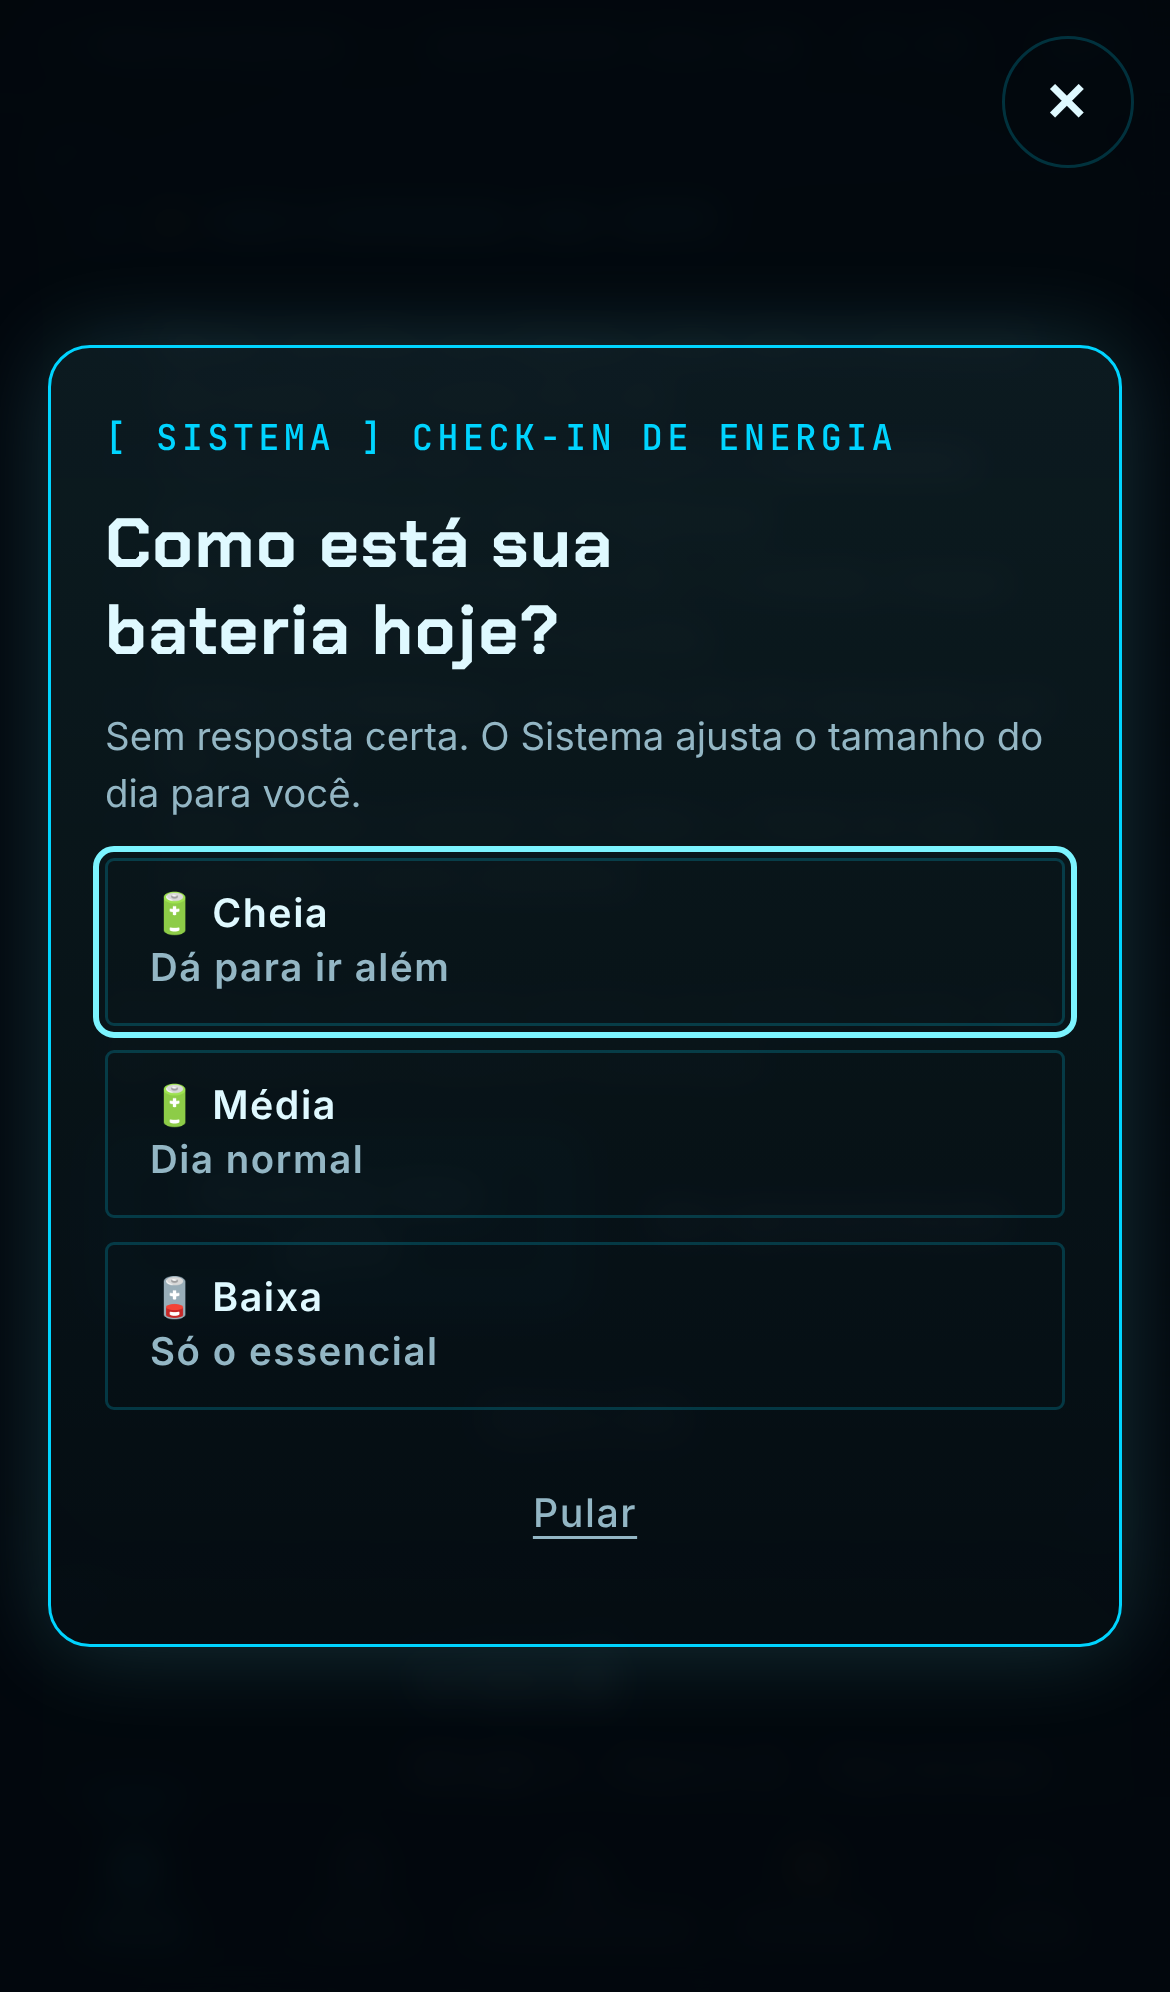 ✕
[ SISTEMA ] CHECK-IN DE ENERGIA
Como está sua
bateria hoje?
Sem resposta certa. O Sistema ajusta o tamanho do
dia para você.
🔋 Cheia
Dá para ir além
🔋 Média
Dia normal
🪫 Baixa
Só o essencial
Pular